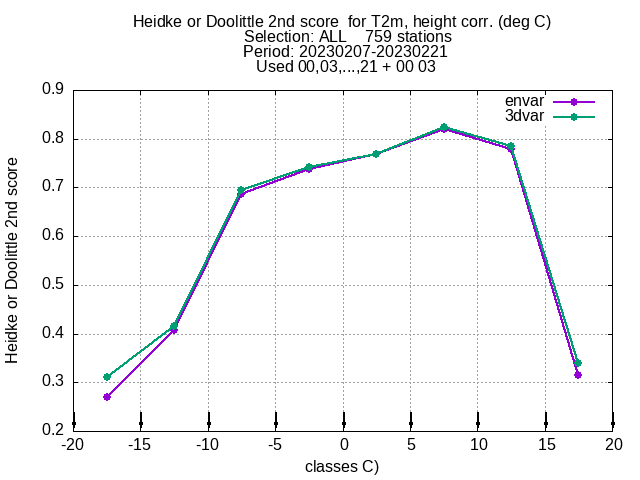 Heidke or Doolittle 2nd score  for T2m, height corr. (deg C)
Selection: ALL    759 stations
Period: 20230207-20230221
Used 00,03,...,21 + 00 03
envar
3dvar
Heidke or Doolittle 2nd score
0.9
0.8
0.7
0.6
0.5
0.4
0.3
0.2
-20 -15 -10 -5 0 5 10 15 20
classes C)